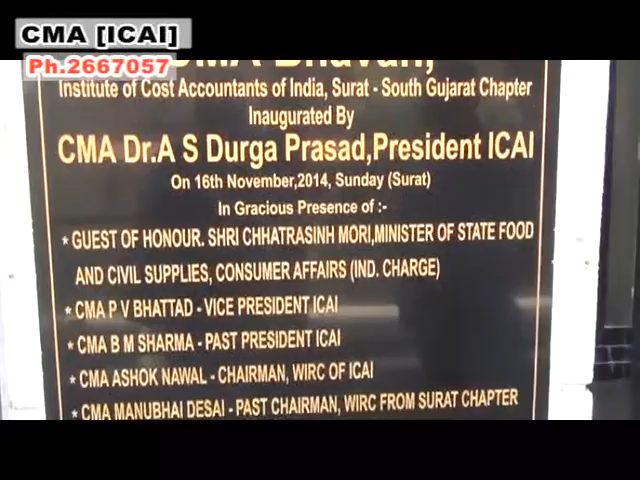 CMA [ICAI]
Ph.2667057
CMA Bhavan,
Institute of Cost Accountants of India, Surat - South Gujarat Chapter
Inaugurated By
CMA Dr.A S Durga Prasad,President ICAI
On 16th November,2014, Sunday (Surat)
In Gracious Presence of :-
* GUEST OF HONOUR. SHRI CHHATRASINH MORI,MINISTER OF STATE FOOD
AND CIVIL SUPPLIES, CONSUMER AFFAIRS (IND. CHARGE)
* CMA P V BHATTAD - VICE PRESIDENT ICAI
* CMA B M SHARMA - PAST PRESIDENT ICAI
* CMA ASHOK NAWAL - CHAIRMAN, WIRC OF ICAI
* CMA MANUBHAI DESAI - PAST CHAIRMAN, WIRC FROM SURAT CHAPTER